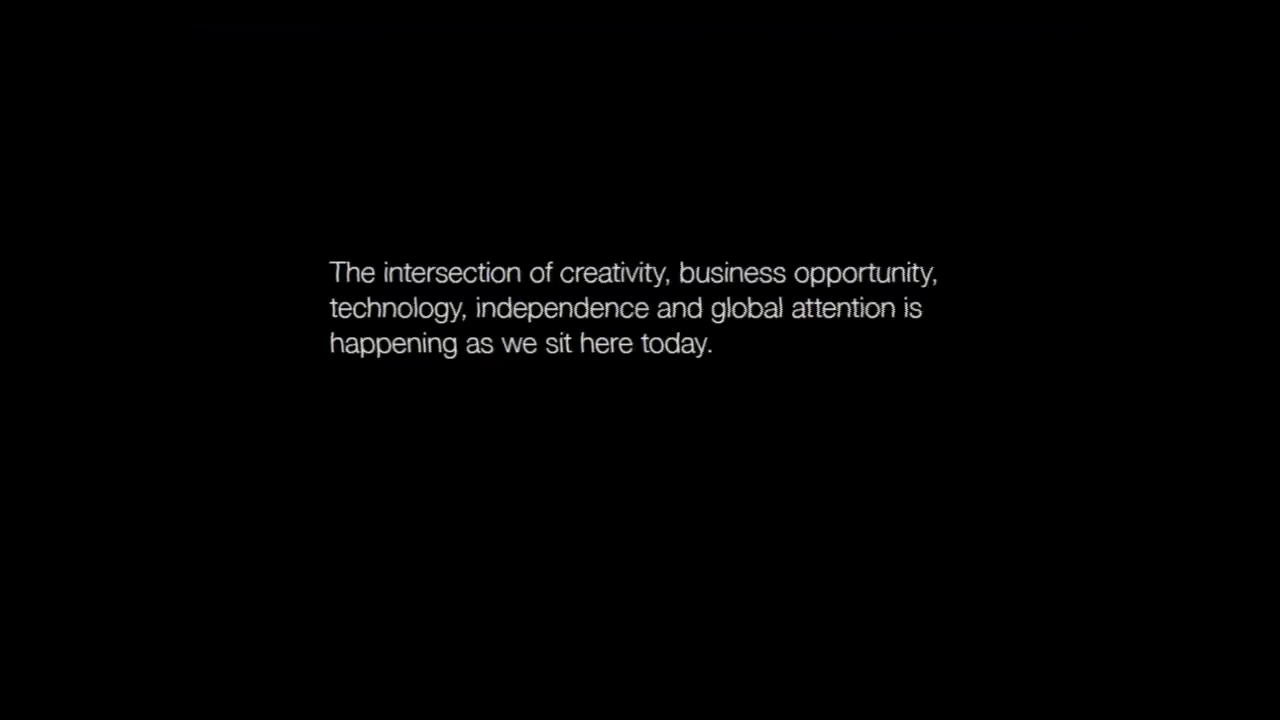 The intersection of creativity, business opportunity,
technology, independence and global attention is
happening as we sit here today.